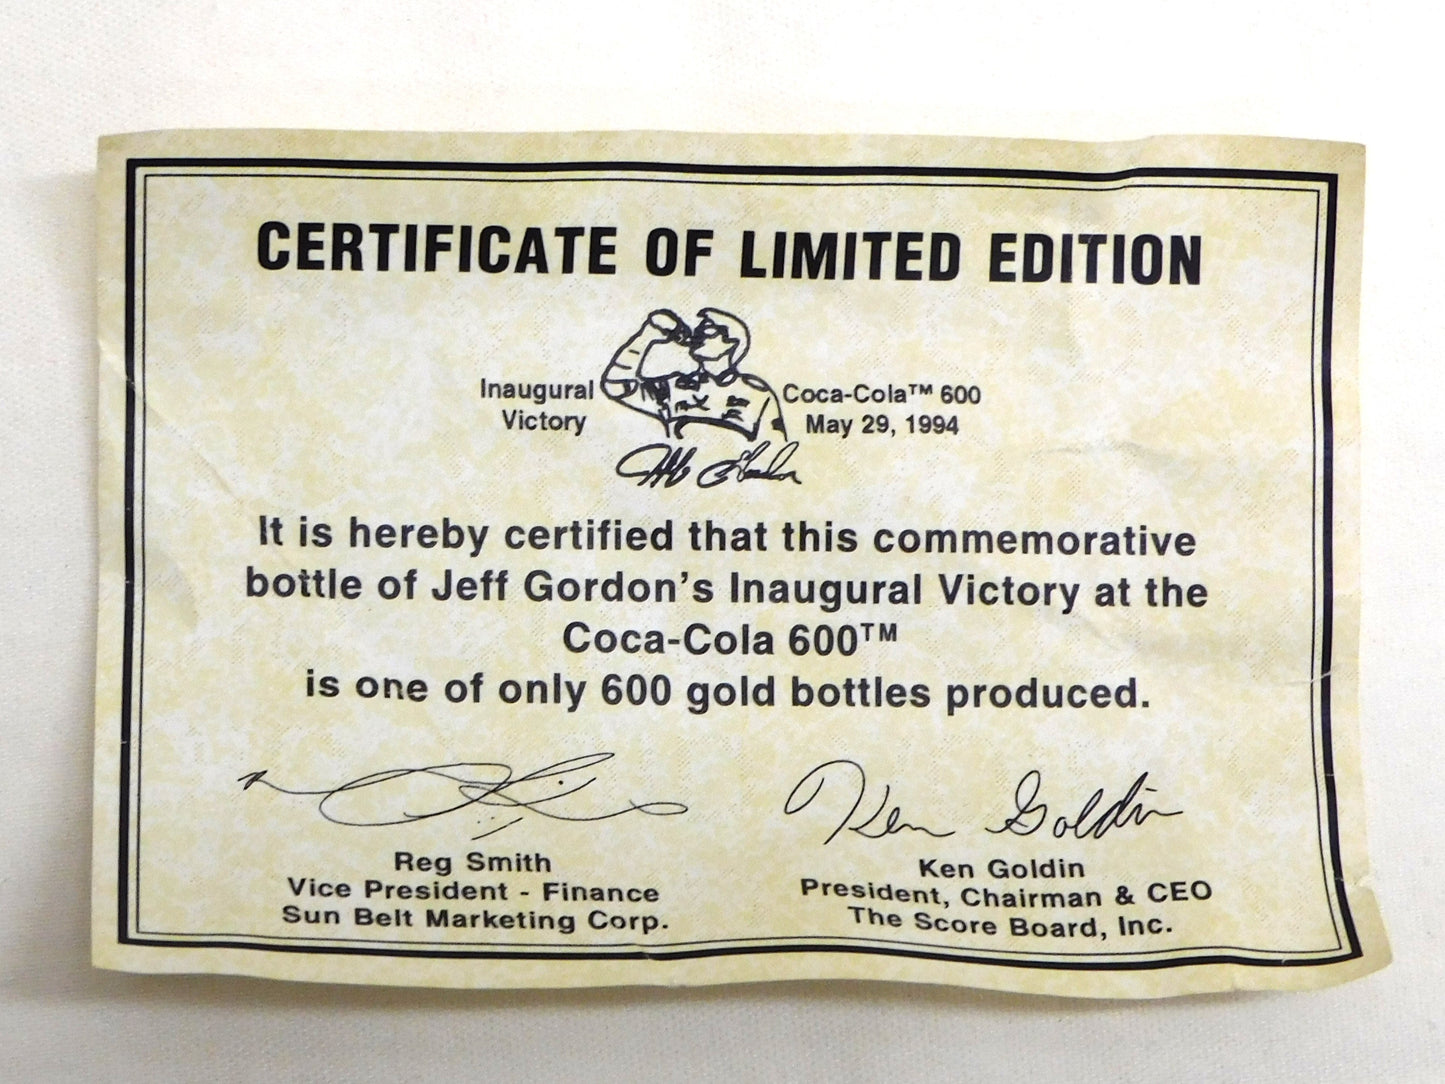 CERTIFICATE OF LIMITED EDITION
Inaugural
Victory
Coca-Cola™ 600
May 29, 1994
It is hereby certified that this commemorative
bottle of Jeff Gordon's Inaugural Victory at the
Coca-Cola 600™
is one of only 600 gold bottles produced.
Ken Goldin
Reg Smith
Vice President - Finance
Sun Belt Marketing Corp.
Ken Goldin
President, Chairman & CEO
The Score Board, Inc.